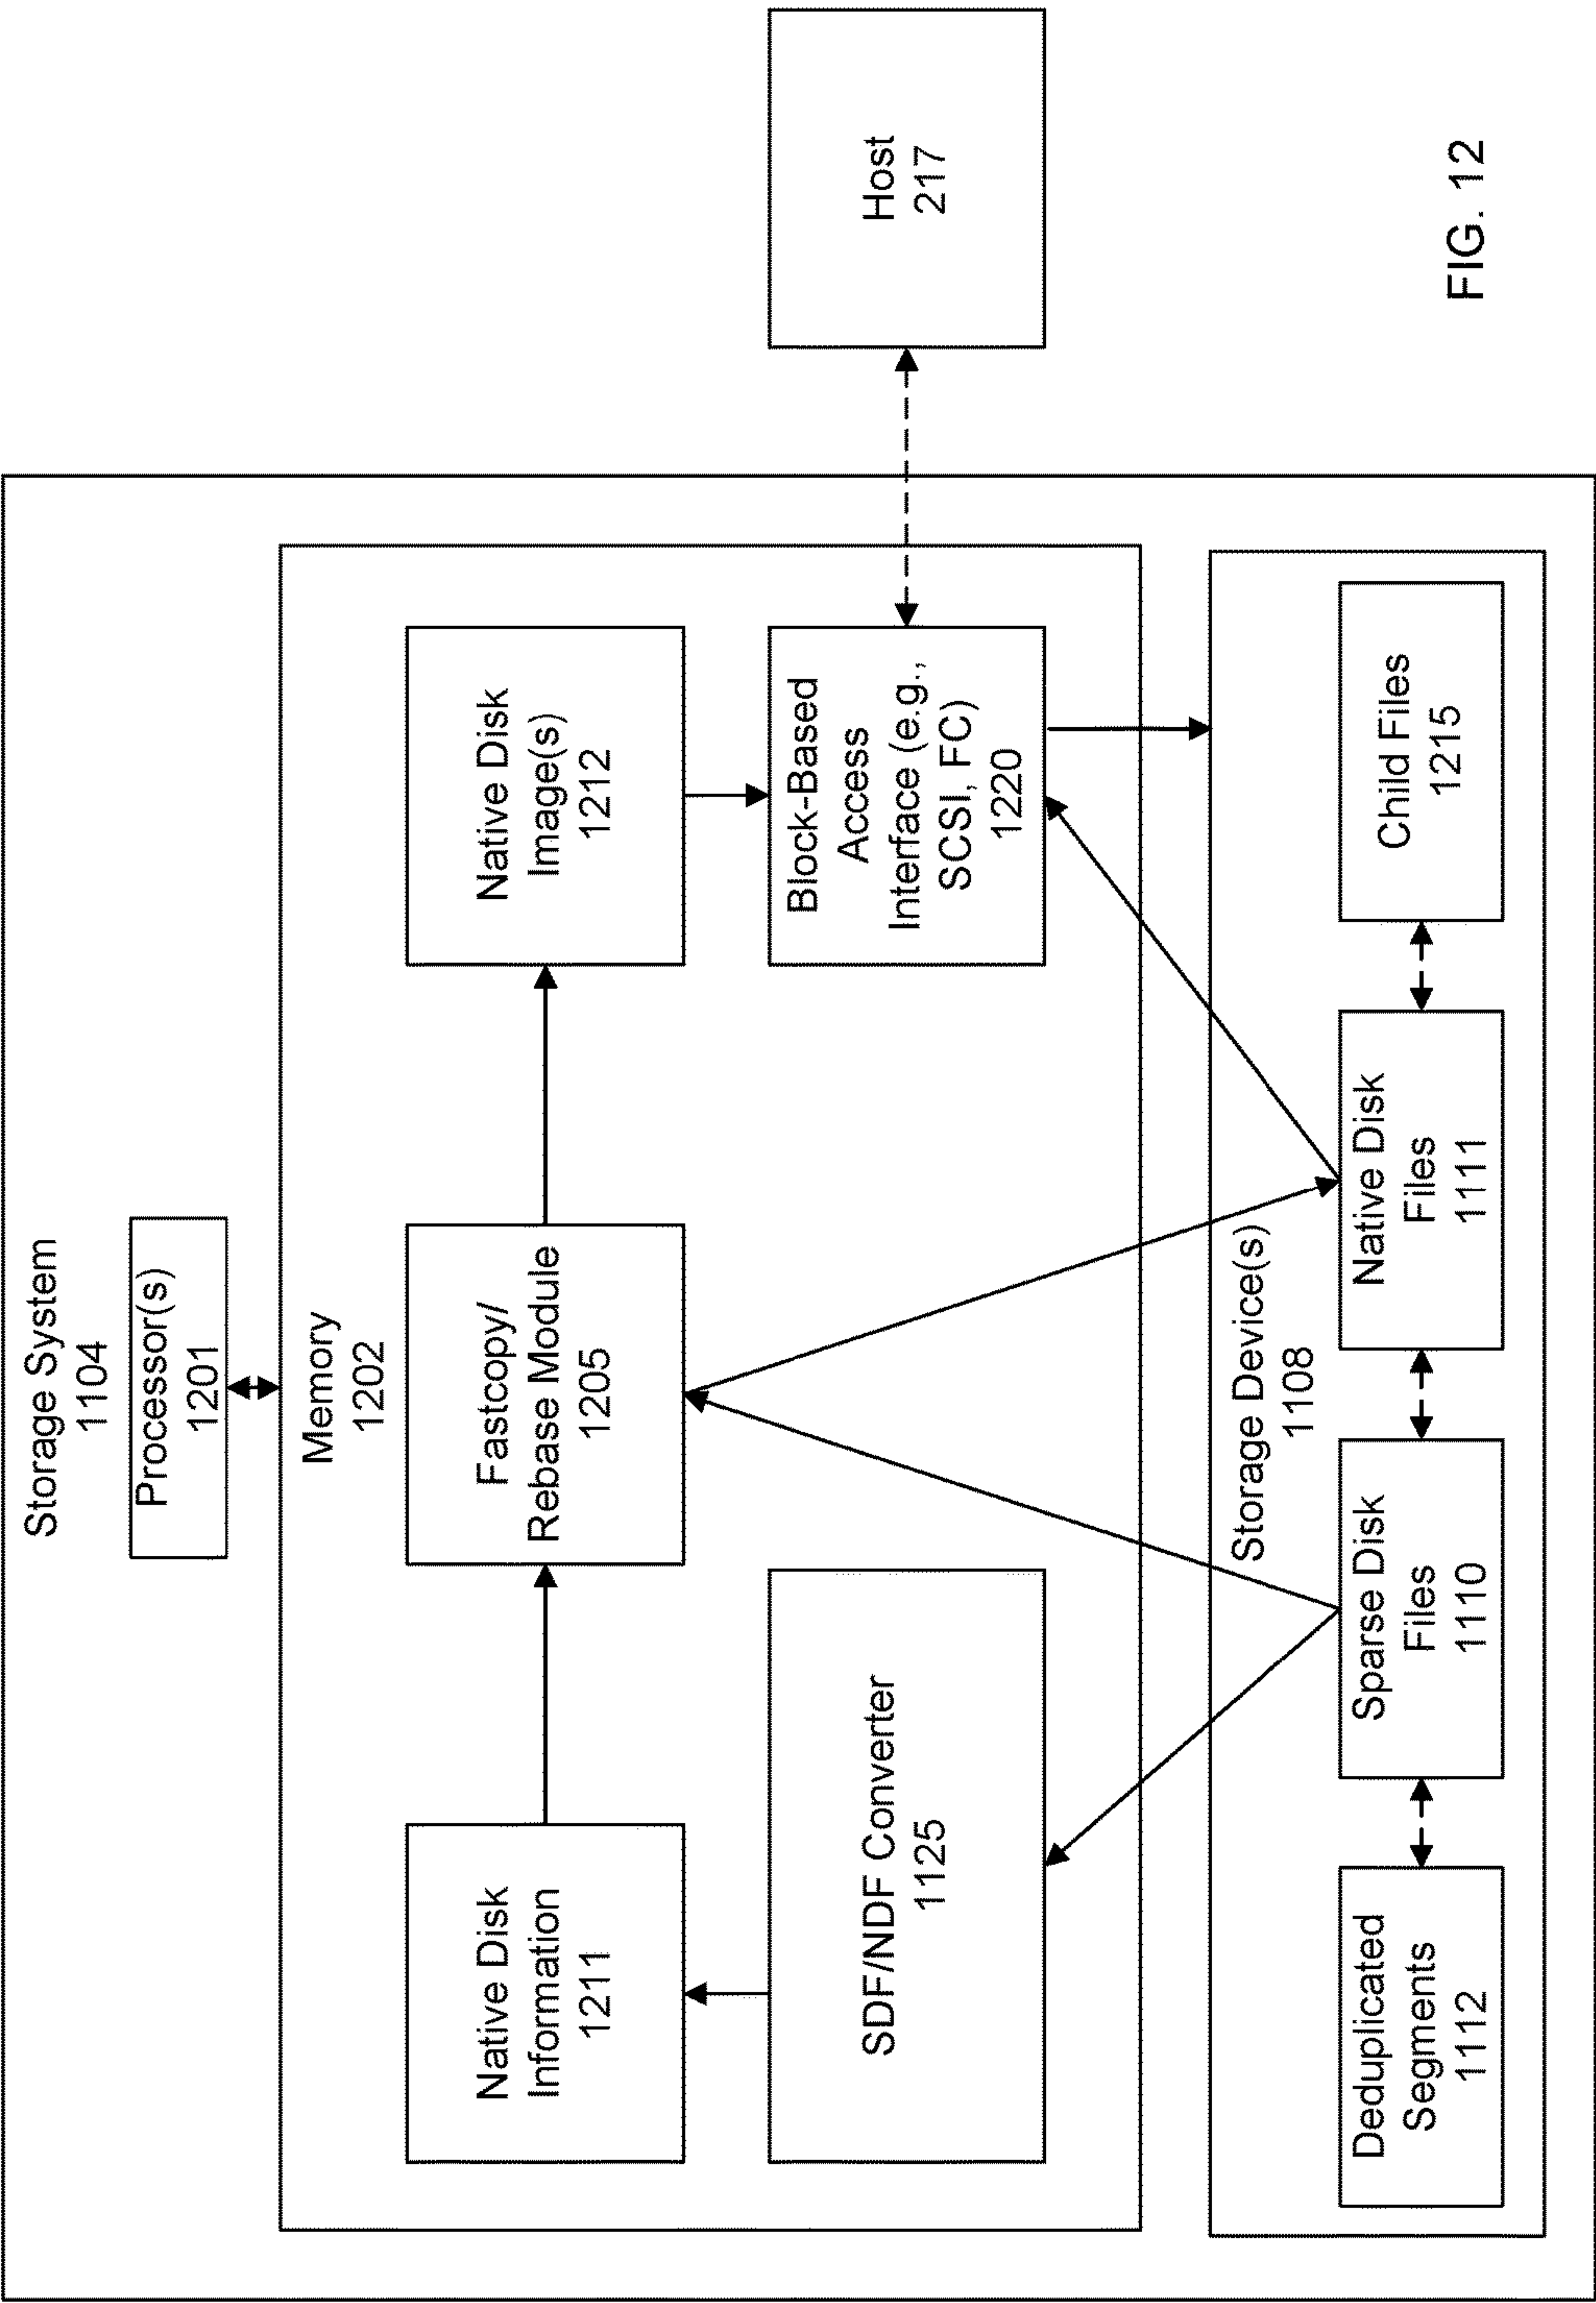 Storage System
1104
Processor(s)
1201
Memory
1202
Native Disk
Information
1211
Fastcopy/
Rebase Module
1205
Native Disk
Image(s)
1212
SDF/NDF Converter
1125
Block-Based
Access
Interface (e.g.,
SCSI, FC)
1220
Host
217
Storage Device(s)
1108
Deduplicated
Segments
1112
Sparse Disk
Files
1110
Native Disk
Files
1111
Child Files
1215
FIG. 12